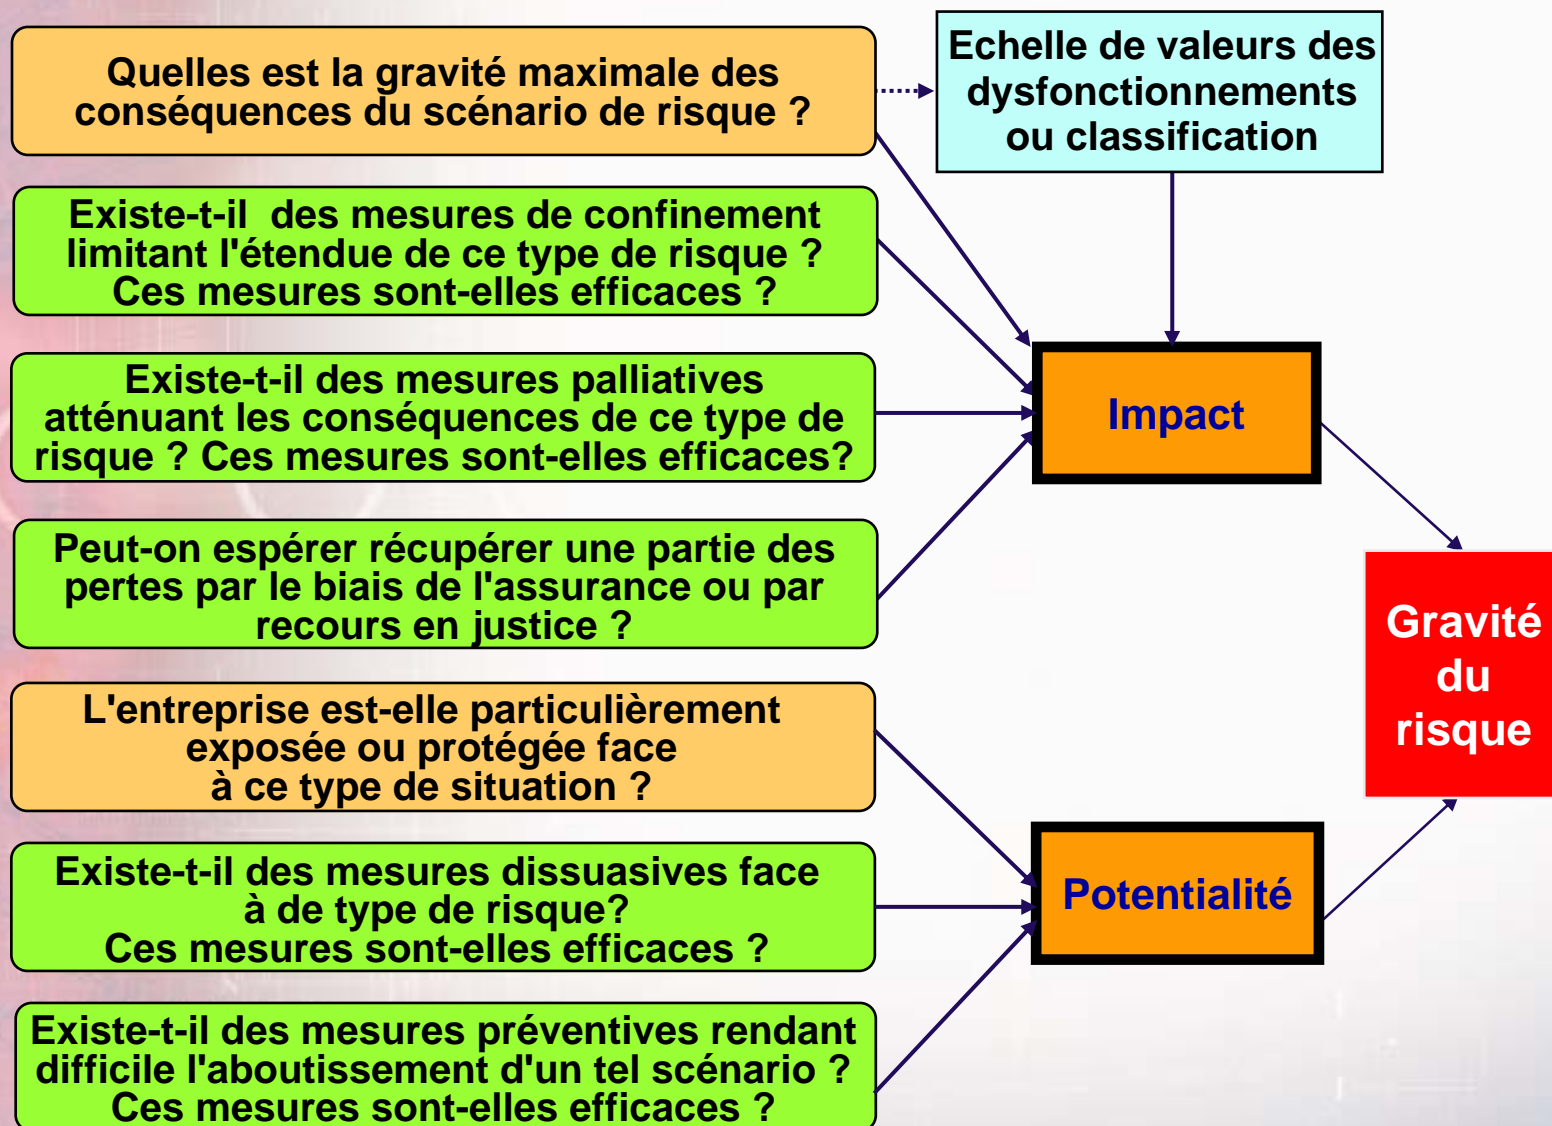 Quelles est la gravité maximale des
conséquences du scénario de risque ?
Echelle de valeurs des
dysfonctionnements
ou classification
Existe-t-il  des mesures de confinement
limitant l'étendue de ce type de risque ?
Ces mesures sont-elles efficaces ?
Existe-t-il des mesures palliatives
atténuant les conséquences de ce type de
risque ? Ces mesures sont-elles efficaces?
Impact
Peut-on espérer récupérer une partie des
pertes par le biais de l'assurance ou par
recours en justice ?
Gravité
du
risque
L'entreprise est-elle particulièrement
exposée ou protégée face
à ce type de situation ?
Existe-t-il des mesures dissuasives face
à de type de risque?
Ces mesures sont-elles efficaces ?
Potentialité
Existe-t-il des mesures préventives rendant
difficile l'aboutissement d'un tel scénario ?
Ces mesures sont-elles efficaces ?